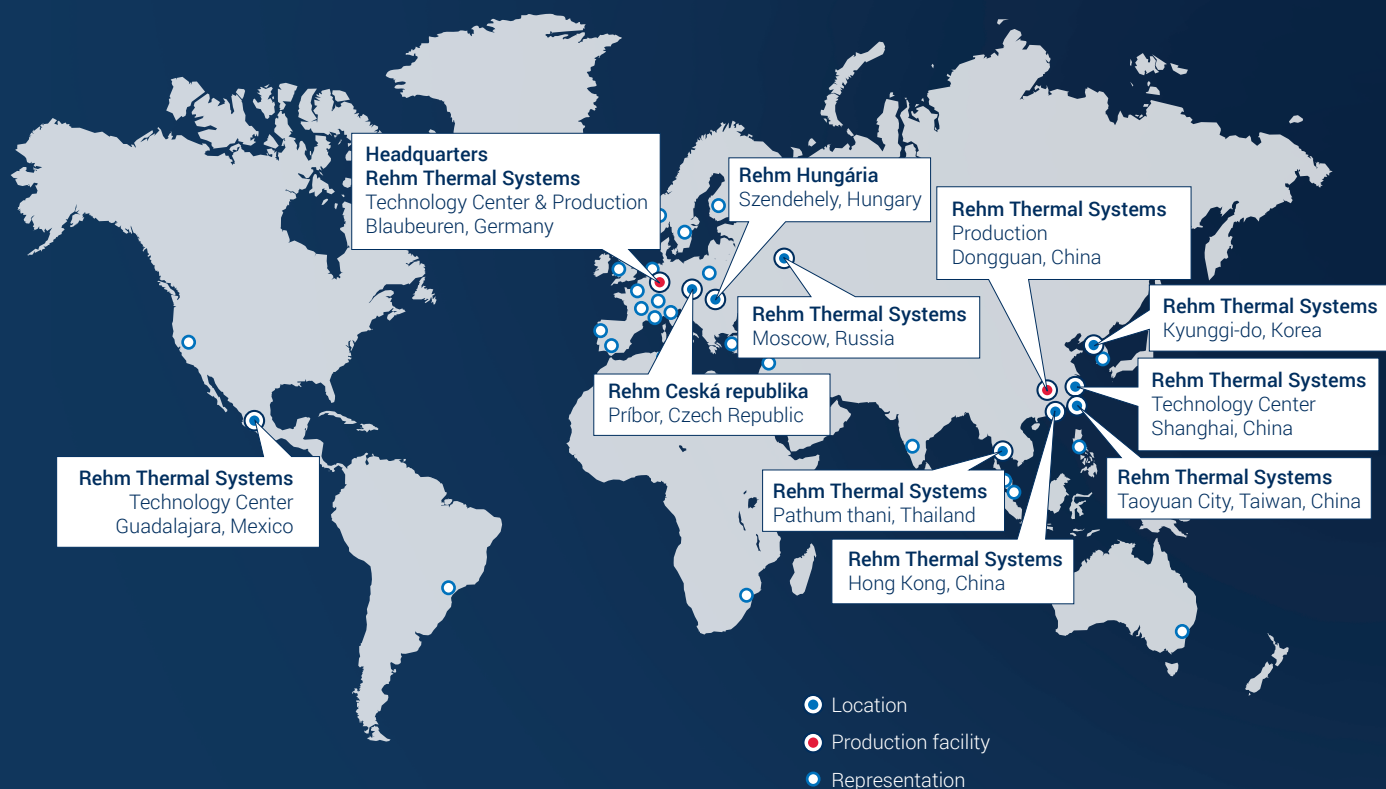 Headquarters
Rehm Thermal Systems
Technology Center & Production
Blaubeuren, Germany
Rehm Hungária
Szendehely, Hungary
Rehm Thermal Systems
Production
Dongguan, China
Rehm Thermal Systems
Moscow, Russia
Rehm Thermal Systems
Kyunggi-do, Korea
Rehm Ceská republika
Príbor, Czech Republic
Rehm Thermal Systems
Technology Center
Shanghai, China
Rehm Thermal Systems
Technology Center
Guadalajara, Mexico
Rehm Thermal Systems
Pathum thani, Thailand
Rehm Thermal Systems
Taoyuan City, Taiwan, China
Rehm Thermal Systems
Hong Kong, China
Location
Production facility
Representation